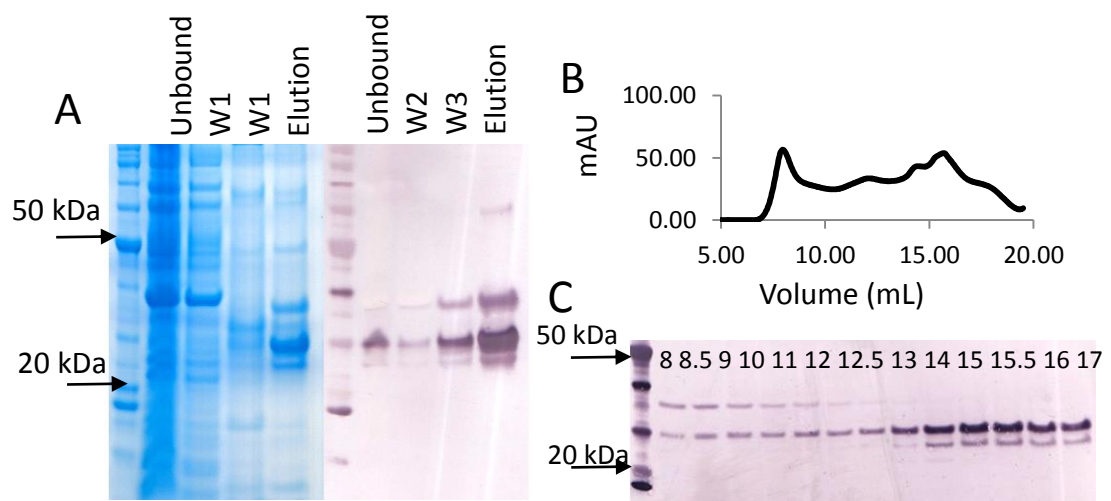 A
Unbound
W1
W1
Elution
Unbound
W2
W3
Elution
50 kDa
20 kDa
B
mAU
100.00
50.00
0.00
5.00 10.00 15.00 20.00
Volume (mL)
C
50 kDa
8 8.5 9 10 11 12 12.5 13 14 15 15.5 16 17
20 kDa